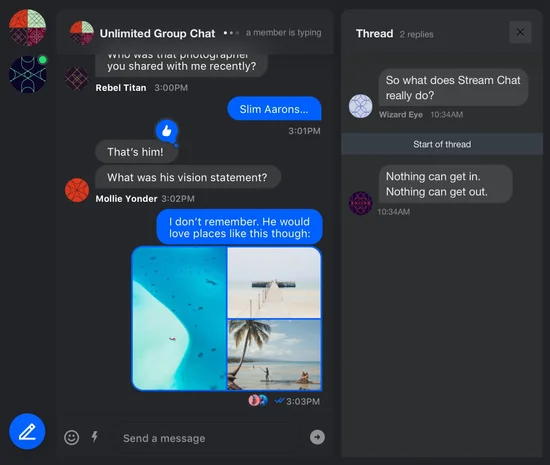 Unlimited Group Chat
a member is typing
Who was that photographer
you shared with me recently?
Rebel Titan 3:00PM
Slim Aarons...
3:01PM
That's him!
What was his vision statement?
Mollie Yonder 3:02PM
I don't remember. He would
love places like this though:
3:03PM
Send a message
Thread 2 replies
So what does Stream Chat
really do?
Wizard Eye 10:34AM
Start of thread
Nothing can get in.
Nothing can get out.
10:34AM